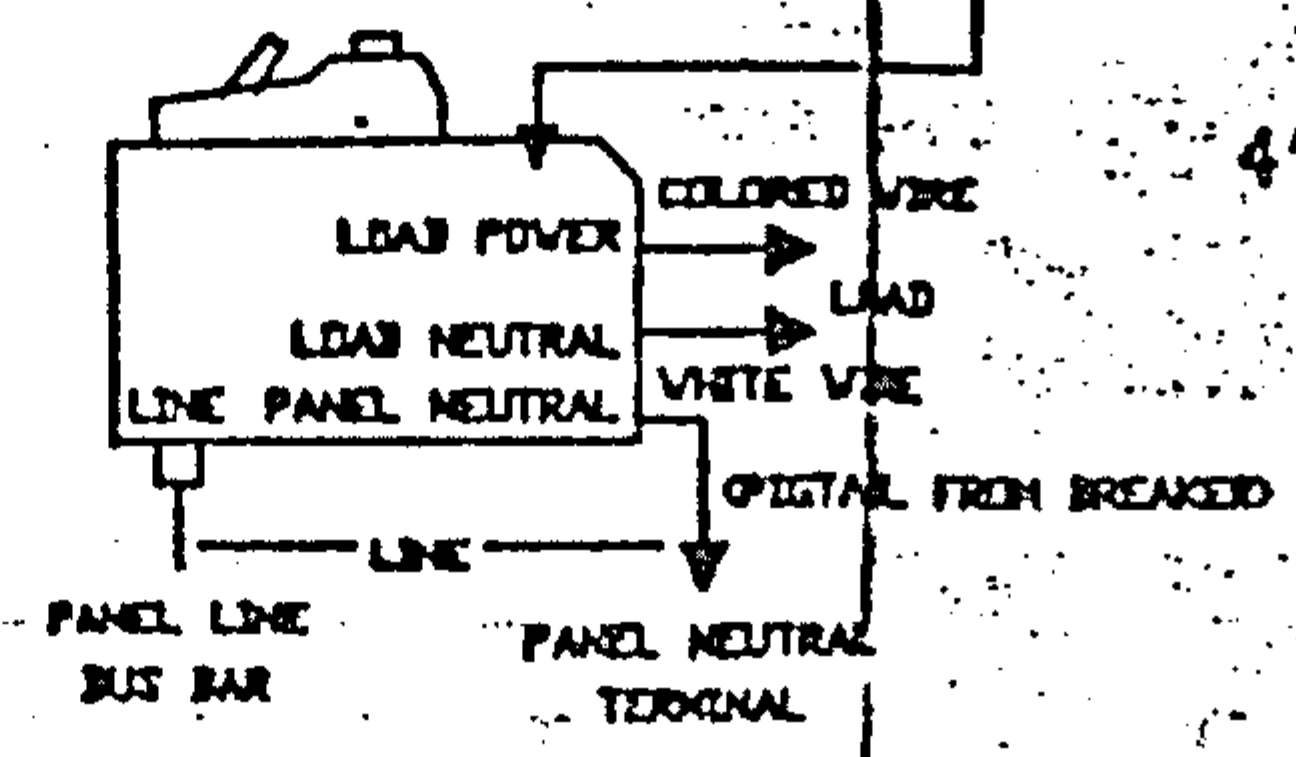 COLORED WIRE
LOAD POWER
LOAD
LOAD NEUTRAL
WHITE WIRE
LINE PANEL NEUTRAL
(PIGTAIL FROM BREAKER)
LINE
PANEL LINE
BUS BAR
PANEL NEUTRAL
TERMINAL